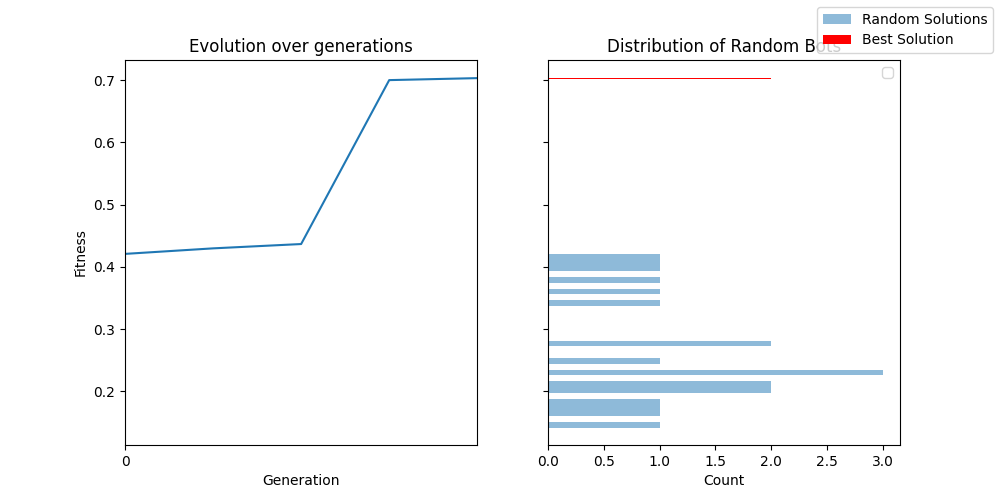 Random Solutions
Best Solution
Evolution over generations
Distribution of Random Bots
0.7
0.6
0.5
0.4
0.3
0.2
Fitness
0
Generation
0.0 0.5 1.0 1.5 2.0 2.5 3.0
Count